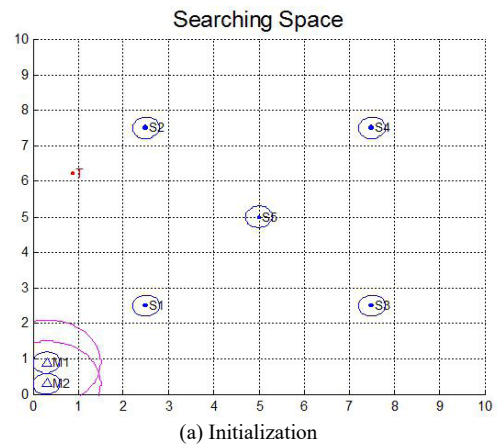 Searching Space
10
9
8
7
6
5
4
3
2
1
0
S2
S4
T
S5
S1
S3
M1
M2
0 1 2 3 4 5 6 7 8 9 10
(a) Initialization